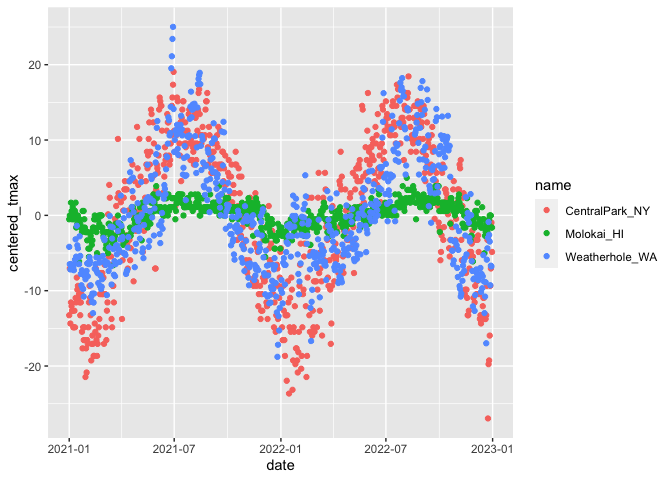 centered_tmax
20
10
0
-10
-20
2021-01
2021-07
2022-01
2022-07
2023-01
date
name
CentralPark_NY
Molokai_HI
Weatherhole_WA